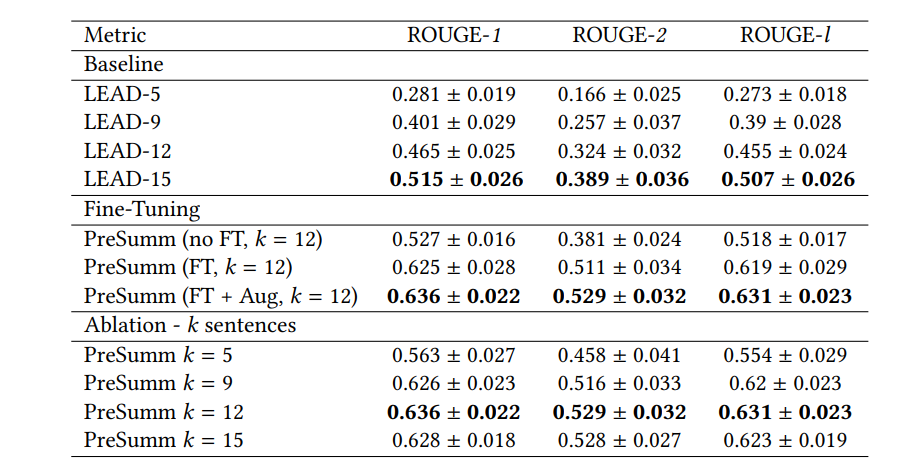 Metric ROUGE-1 ROUGE-2 ROUGE-l
Baseline
LEAD-5 0.281 ± 0.019 0.166 ± 0.025 0.273 ± 0.018
LEAD-9 0.401 ± 0.029 0.257 ± 0.037 0.39 ± 0.028
LEAD-12 0.465 ± 0.025 0.324 ± 0.032 0.455 ± 0.024
LEAD-15 0.515 ± 0.026 0.389 ± 0.036 0.507 ± 0.026
Fine-Tuning
PreSumm (no FT, k = 12) 0.527 ± 0.016 0.381 ± 0.024 0.518 ± 0.017
PreSumm (FT, k = 12) 0.625 ± 0.028 0.511 ± 0.034 0.619 ± 0.029
PreSumm (FT + Aug, k = 12) 0.636 ± 0.022 0.529 ± 0.032 0.631 ± 0.023
Ablation - k sentences
PreSumm k = 5 0.563 ± 0.027 0.458 ± 0.041 0.554 ± 0.029
PreSumm k = 9 0.626 ± 0.023 0.516 ± 0.033 0.62 ± 0.023
PreSumm k = 12 0.636 ± 0.022 0.529 ± 0.032 0.631 ± 0.023
PreSumm k = 15 0.628 ± 0.018 0.528 ± 0.027 0.623 ± 0.019